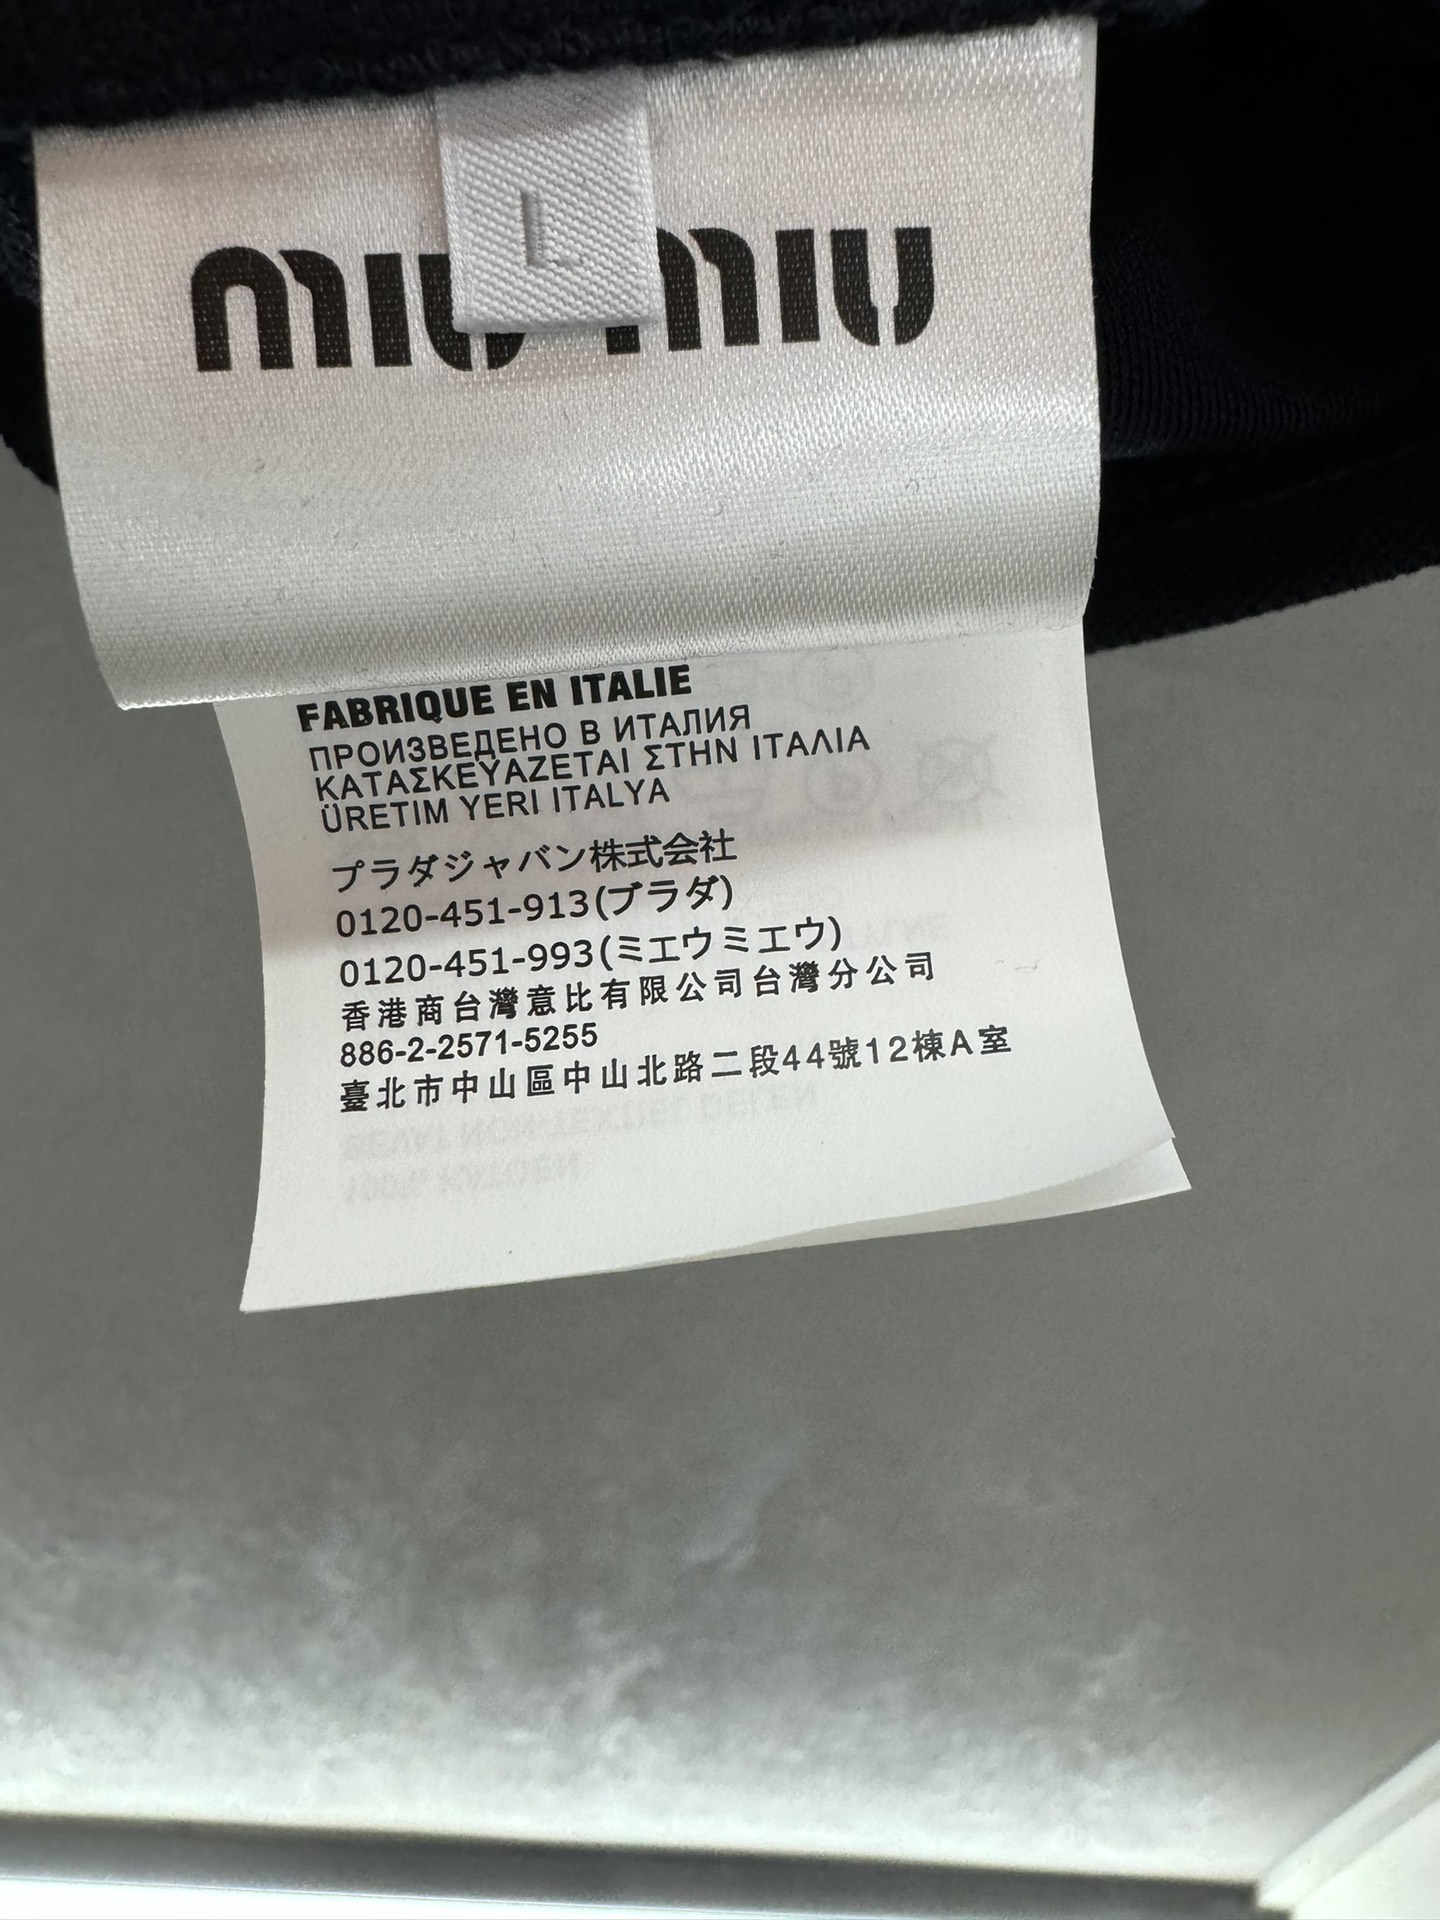 L
miu miu
FABRIQUE EN ITALIE
ПРОИЗВЕДЕНО В ИТАЛИЯ
ΚΑΤΑΣΚΕΥΑΖΕΤΑΙ ΣΤΗΝ ΙΤΑΛΙΑ
ÜRETIM YERI ITALYA
プラダジャパン株式会社
0120-451-913(プラダ)
0120-451-993(ミュウミュウ)
香港商台灣意比有限公司台灣分公司
886-2-2571-5255
臺北市中山區中山北路二段44號12棟A室